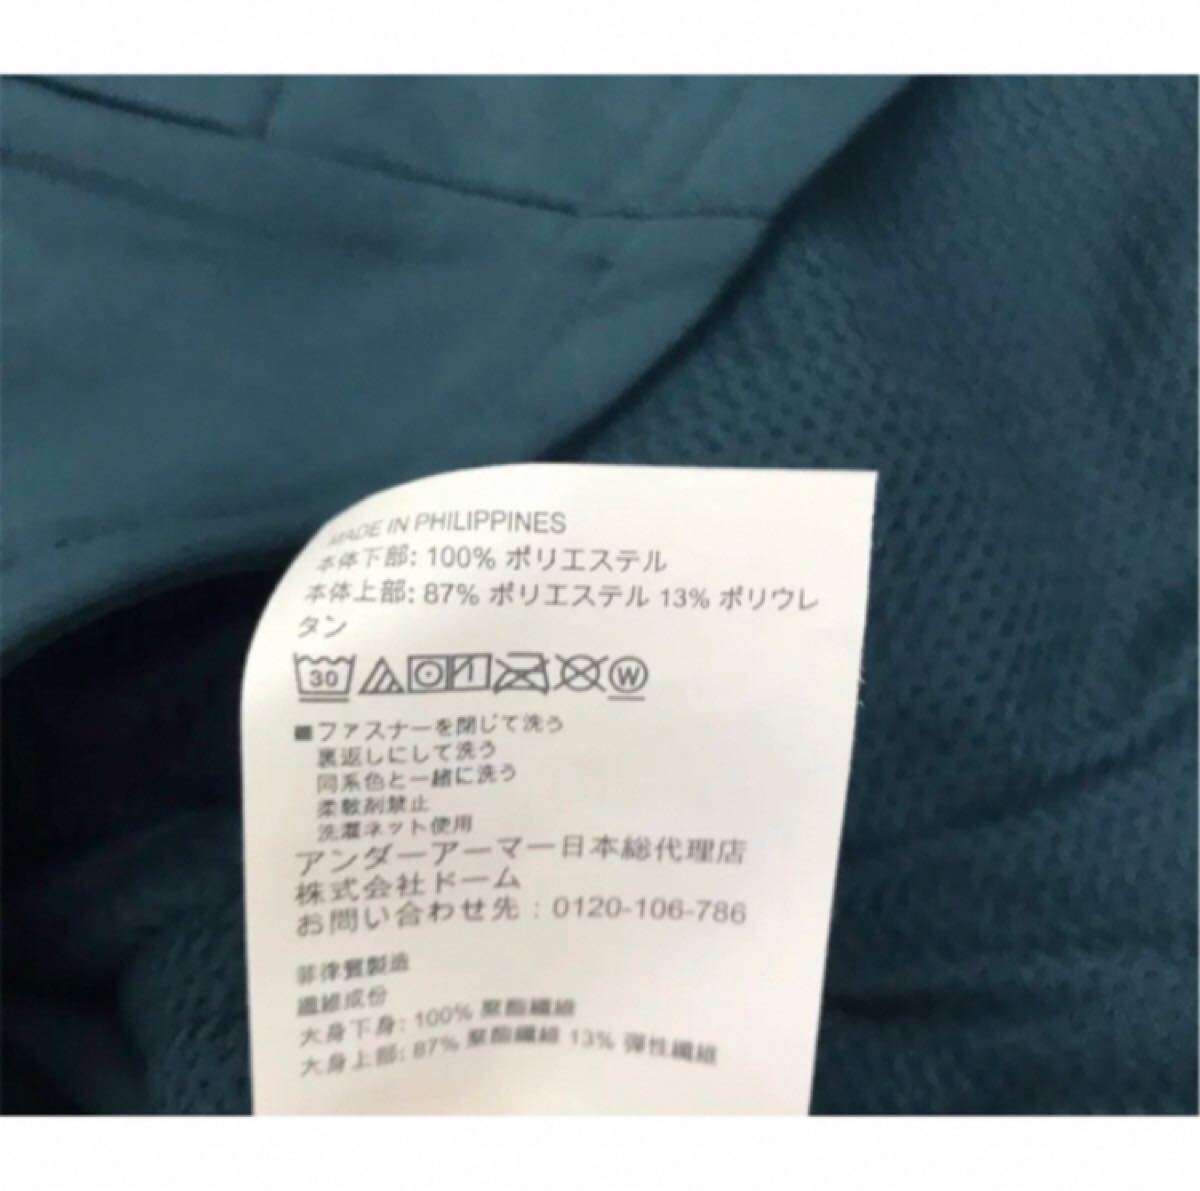 MADE IN PHILIPPINES
本体下部: 100% ポリエステル
本体上部: 87% ポリエステル 13% ポリウレ
タン
30 W
■ファスナーを閉じて洗う
裏返しにして洗う
同系色と一緒に洗う
柔軟剤禁止
洗濯ネット使用
アンダーアーマー日本総代理店
株式会社ドーム
お問い合わせ先 : 0120-106-786
菲律賓製造
纖維成份
大身下身: 100% 聚酯纖維
大身上部: 87% 聚酯纖維 13% 彈性纖維